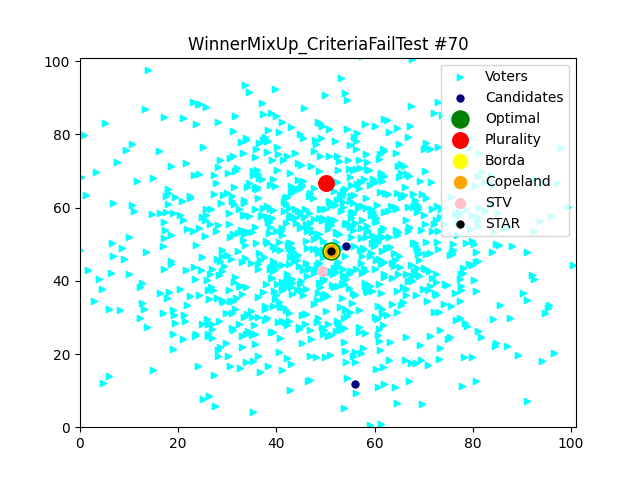 WinnerMixUp_CriteriaFailTest #70
100
80
60
40
20
0
0
20
40
60
80
100
Voters
Candidates
Optimal
Plurality
Borda
Copeland
STV
STAR